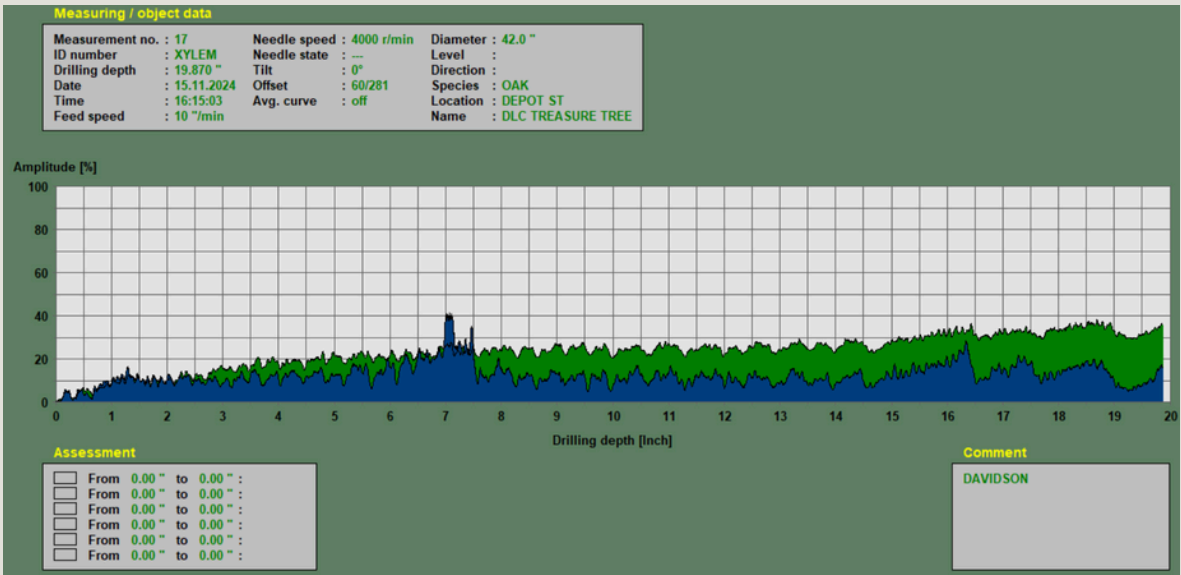 Measuring / object data
Measurement no. : 17 Needle speed : 4000 r/min Diameter : 42.0 "
ID number : XYLEM Needle state : --- Level :
Drilling depth : 19.870 " Tilt : 0° Direction :
Date : 15.11.2024 Offset : 60/281 Species : OAK
Time : 16:15:03 Avg. curve : off Location : DEPOT ST
Feed speed : 10 "/min Name : DLC TREASURE TREE
Amplitude [%]
100
80
60
40
20
0
0 1 2 3 4 5 6 7 8 9 10 11 12 13 14 15 16 17 18 19 20
Drilling depth [Inch]
Assessment
From 0.00 " to 0.00 " :
From 0.00 " to 0.00 " :
From 0.00 " to 0.00 " :
From 0.00 " to 0.00 " :
From 0.00 " to 0.00 " :
From 0.00 " to 0.00 " :
Comment
DAVIDSON